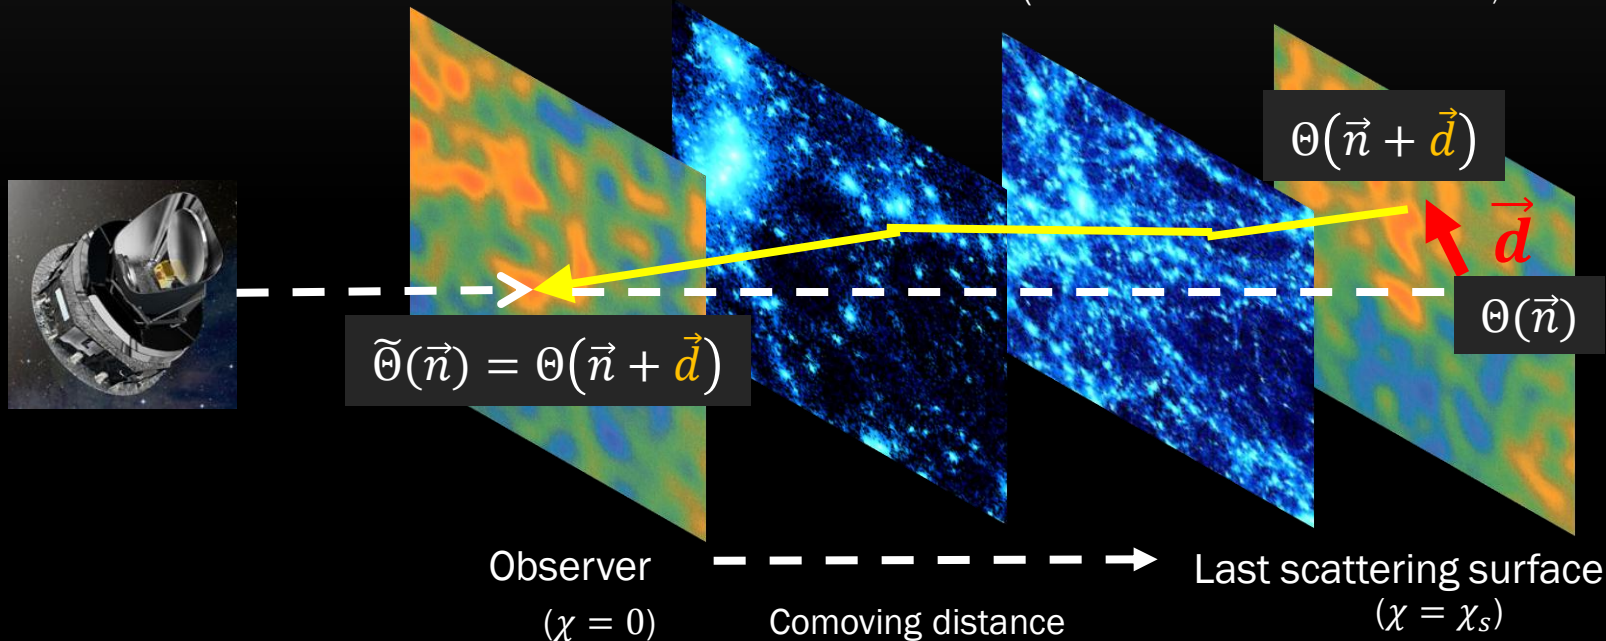 Θ(n⃗ + d⃗)
d⃗
Θ(n⃗)
Θ̃(n⃗) = Θ(n⃗ + d⃗)
Observer
Last scattering surface
(χ = 0)
Comoving distance
(χ = χₛ)